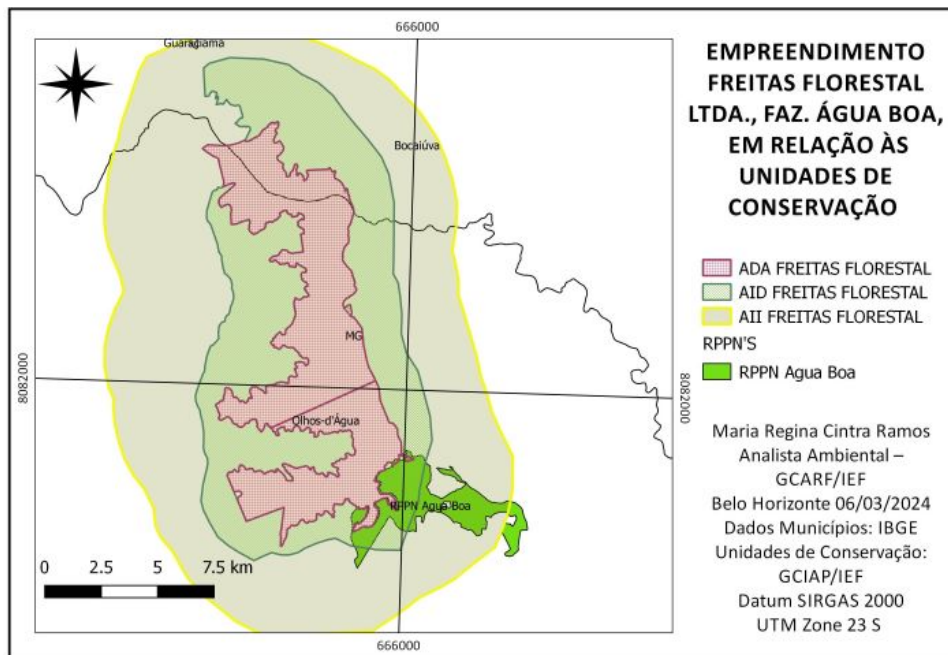 666000
Guaraciama
Bocaiúva
MG
8082000
8082000
Olhos-d'Água
RPPN Agua Boa
0 2.5 5 7.5 km
666000
EMPREENDIMENTO
FREITAS FLORESTAL
LTDA., FAZ. ÁGUA BOA,
EM RELAÇÃO ÀS
UNIDADES DE
CONSERVAÇÃO
ADA FREITAS FLORESTAL
AID FREITAS FLORESTAL
AII FREITAS FLORESTAL
RPPN'S
RPPN Agua Boa
Maria Regina Cintra Ramos
Analista Ambiental –
GCARF/IEF
Belo Horizonte 06/03/2024
Dados Municípios: IBGE
Unidades de Conservação:
GCIAP/IEF
Datum SIRGAS 2000
UTM Zone 23 S